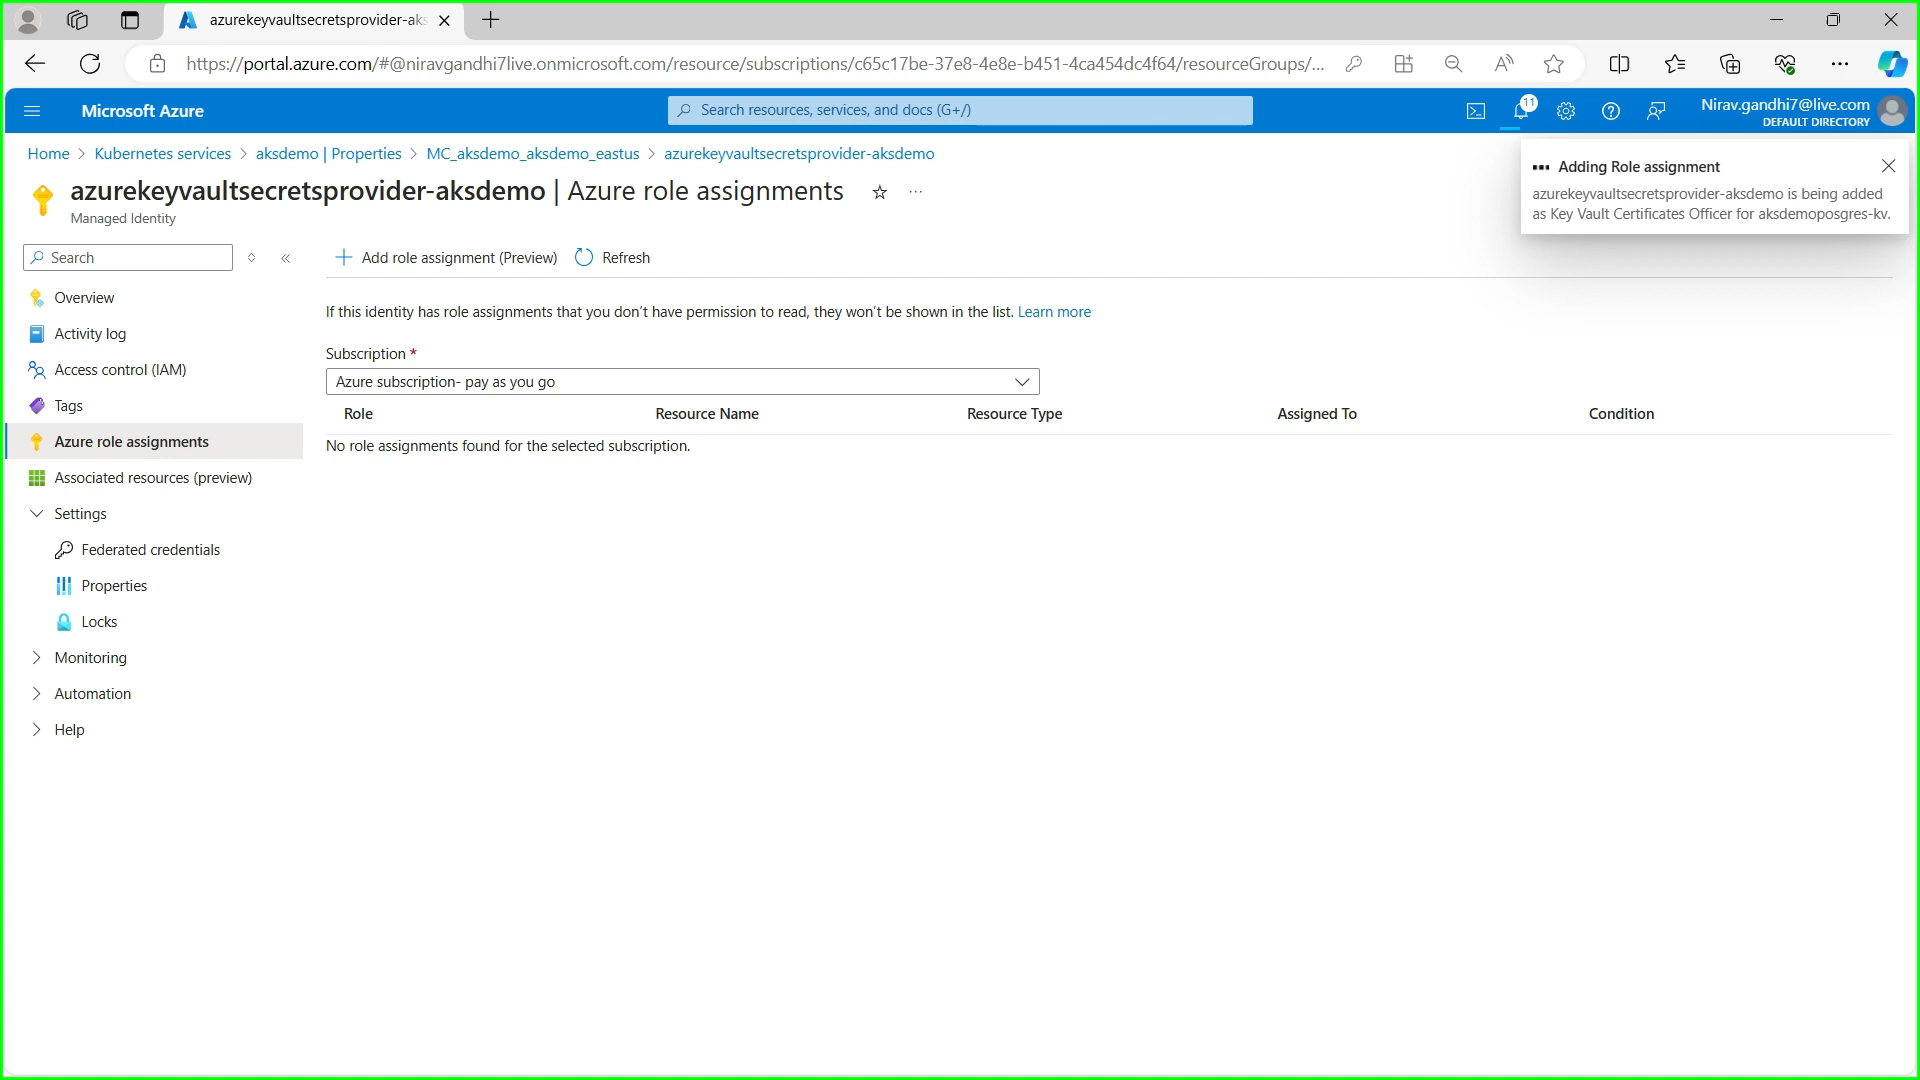 azurekeyvaultsecretsprovider-aks
https://portal.azure.com/#@niravgandhi7live.onmicrosoft.com/resource/subscriptions/c65c17be-37e8-4e8e-b451-4ca454dc4f64/resourceGroups/...
Microsoft Azure
Search resources, services, and docs (G+/)
11
Nirav.gandhi7@live.com
DEFAULT DIRECTORY
Home > Kubernetes services > aksdemo | Properties > MC_aksdemo_aksdemo_eastus > azurekeyvaultsecretsprovider-aksdemo
azurekeyvaultsecretsprovider-aksdemo | Azure role assignments
Managed Identity
Adding Role assignment
azurekeyvaultsecretsprovider-aksdemo is being added
as Key Vault Certificates Officer for aksdemoposgres-kv.
Search
Add role assignment (Preview)
Refresh
Overview
Activity log
Access control (IAM)
Tags
Azure role assignments
Associated resources (preview)
Settings
Federated credentials
Properties
Locks
Monitoring
Automation
Help
If this identity has role assignments that you don't have permission to read, they won't be shown in the list. Learn more
Subscription *
Azure subscription- pay as you go
Role Resource Name Resource Type Assigned To Condition
No role assignments found for the selected subscription.